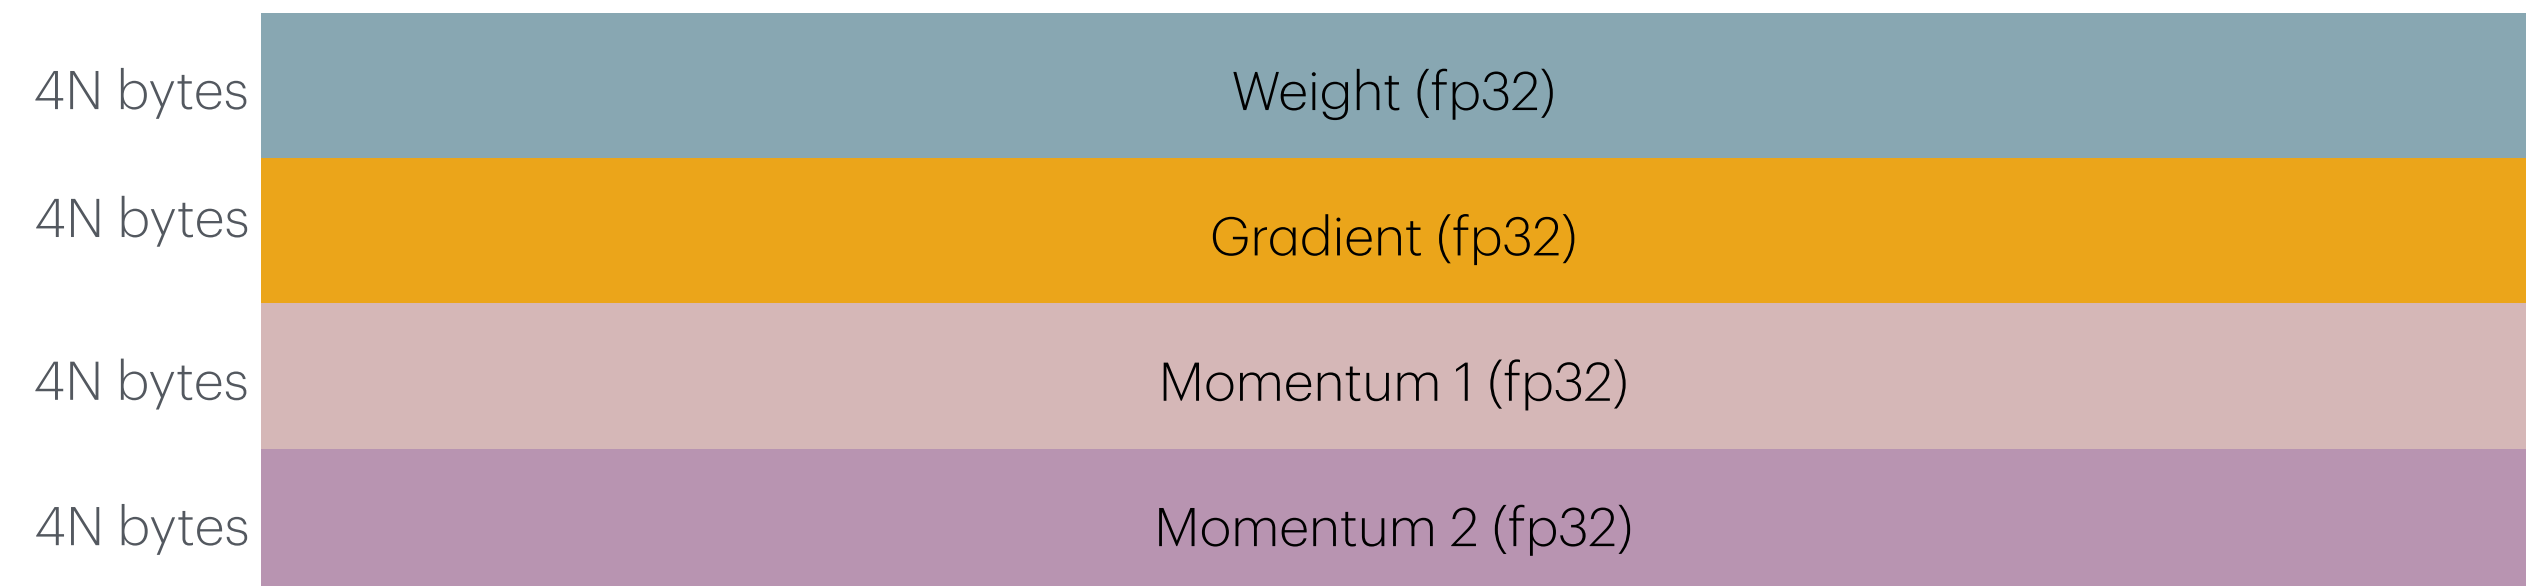 4N bytes Weight (fp32)
4N bytes Gradient (fp32)
4N bytes Momentum 1 (fp32)
4N bytes Momentum 2 (fp32)